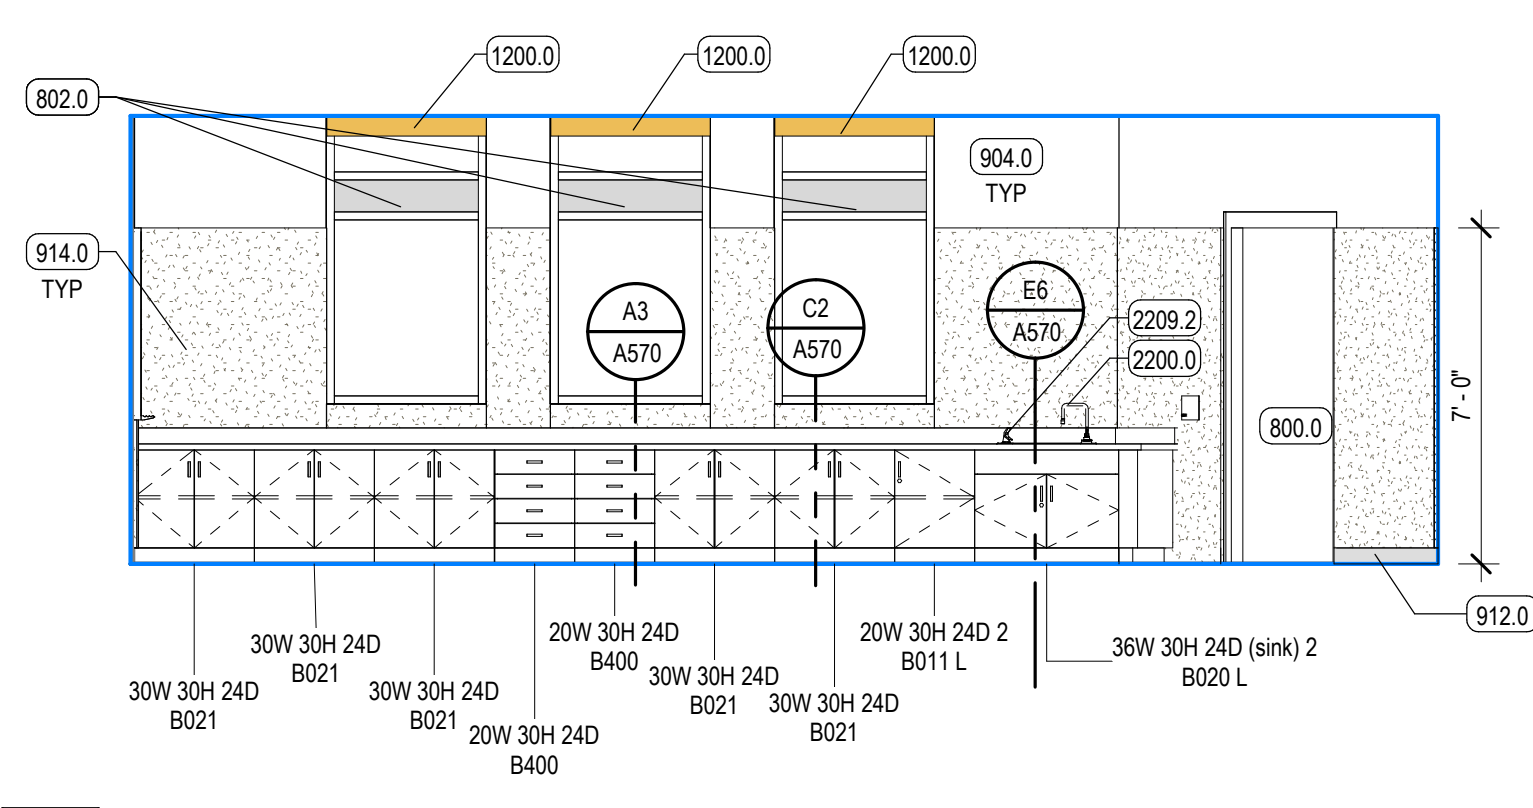 1200.0
1200.0
1200.0
802.0
904.0
TYP
914.0
TYP
A3
A570
C2
A570
E6
A570
2209.2
2200.0
800.0
7' - 0"
912.0
30W 30H 24D
B021
30W 30H 24D
B021
30W 30H 24D
B021
20W 30H 24D
B400
20W 30H 24D
B400
30W 30H 24D
B021
30W 30H 24D
B021
20W 30H 24D 2
B011 L
36W 30H 24D (sink) 2
B020 L